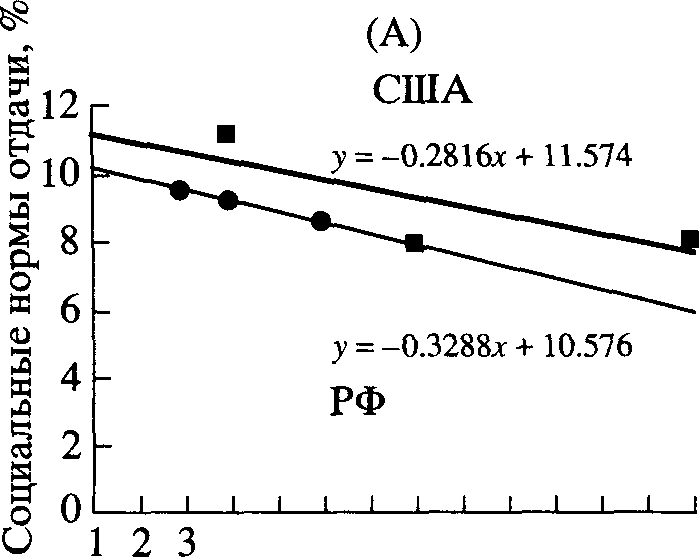 (А)
США
Социальные нормы отдачи, %
12
y = −0.2816x + 11.574
10
8
6
y = −0.3288x + 10.576
4
РФ
2
0
1 2 3